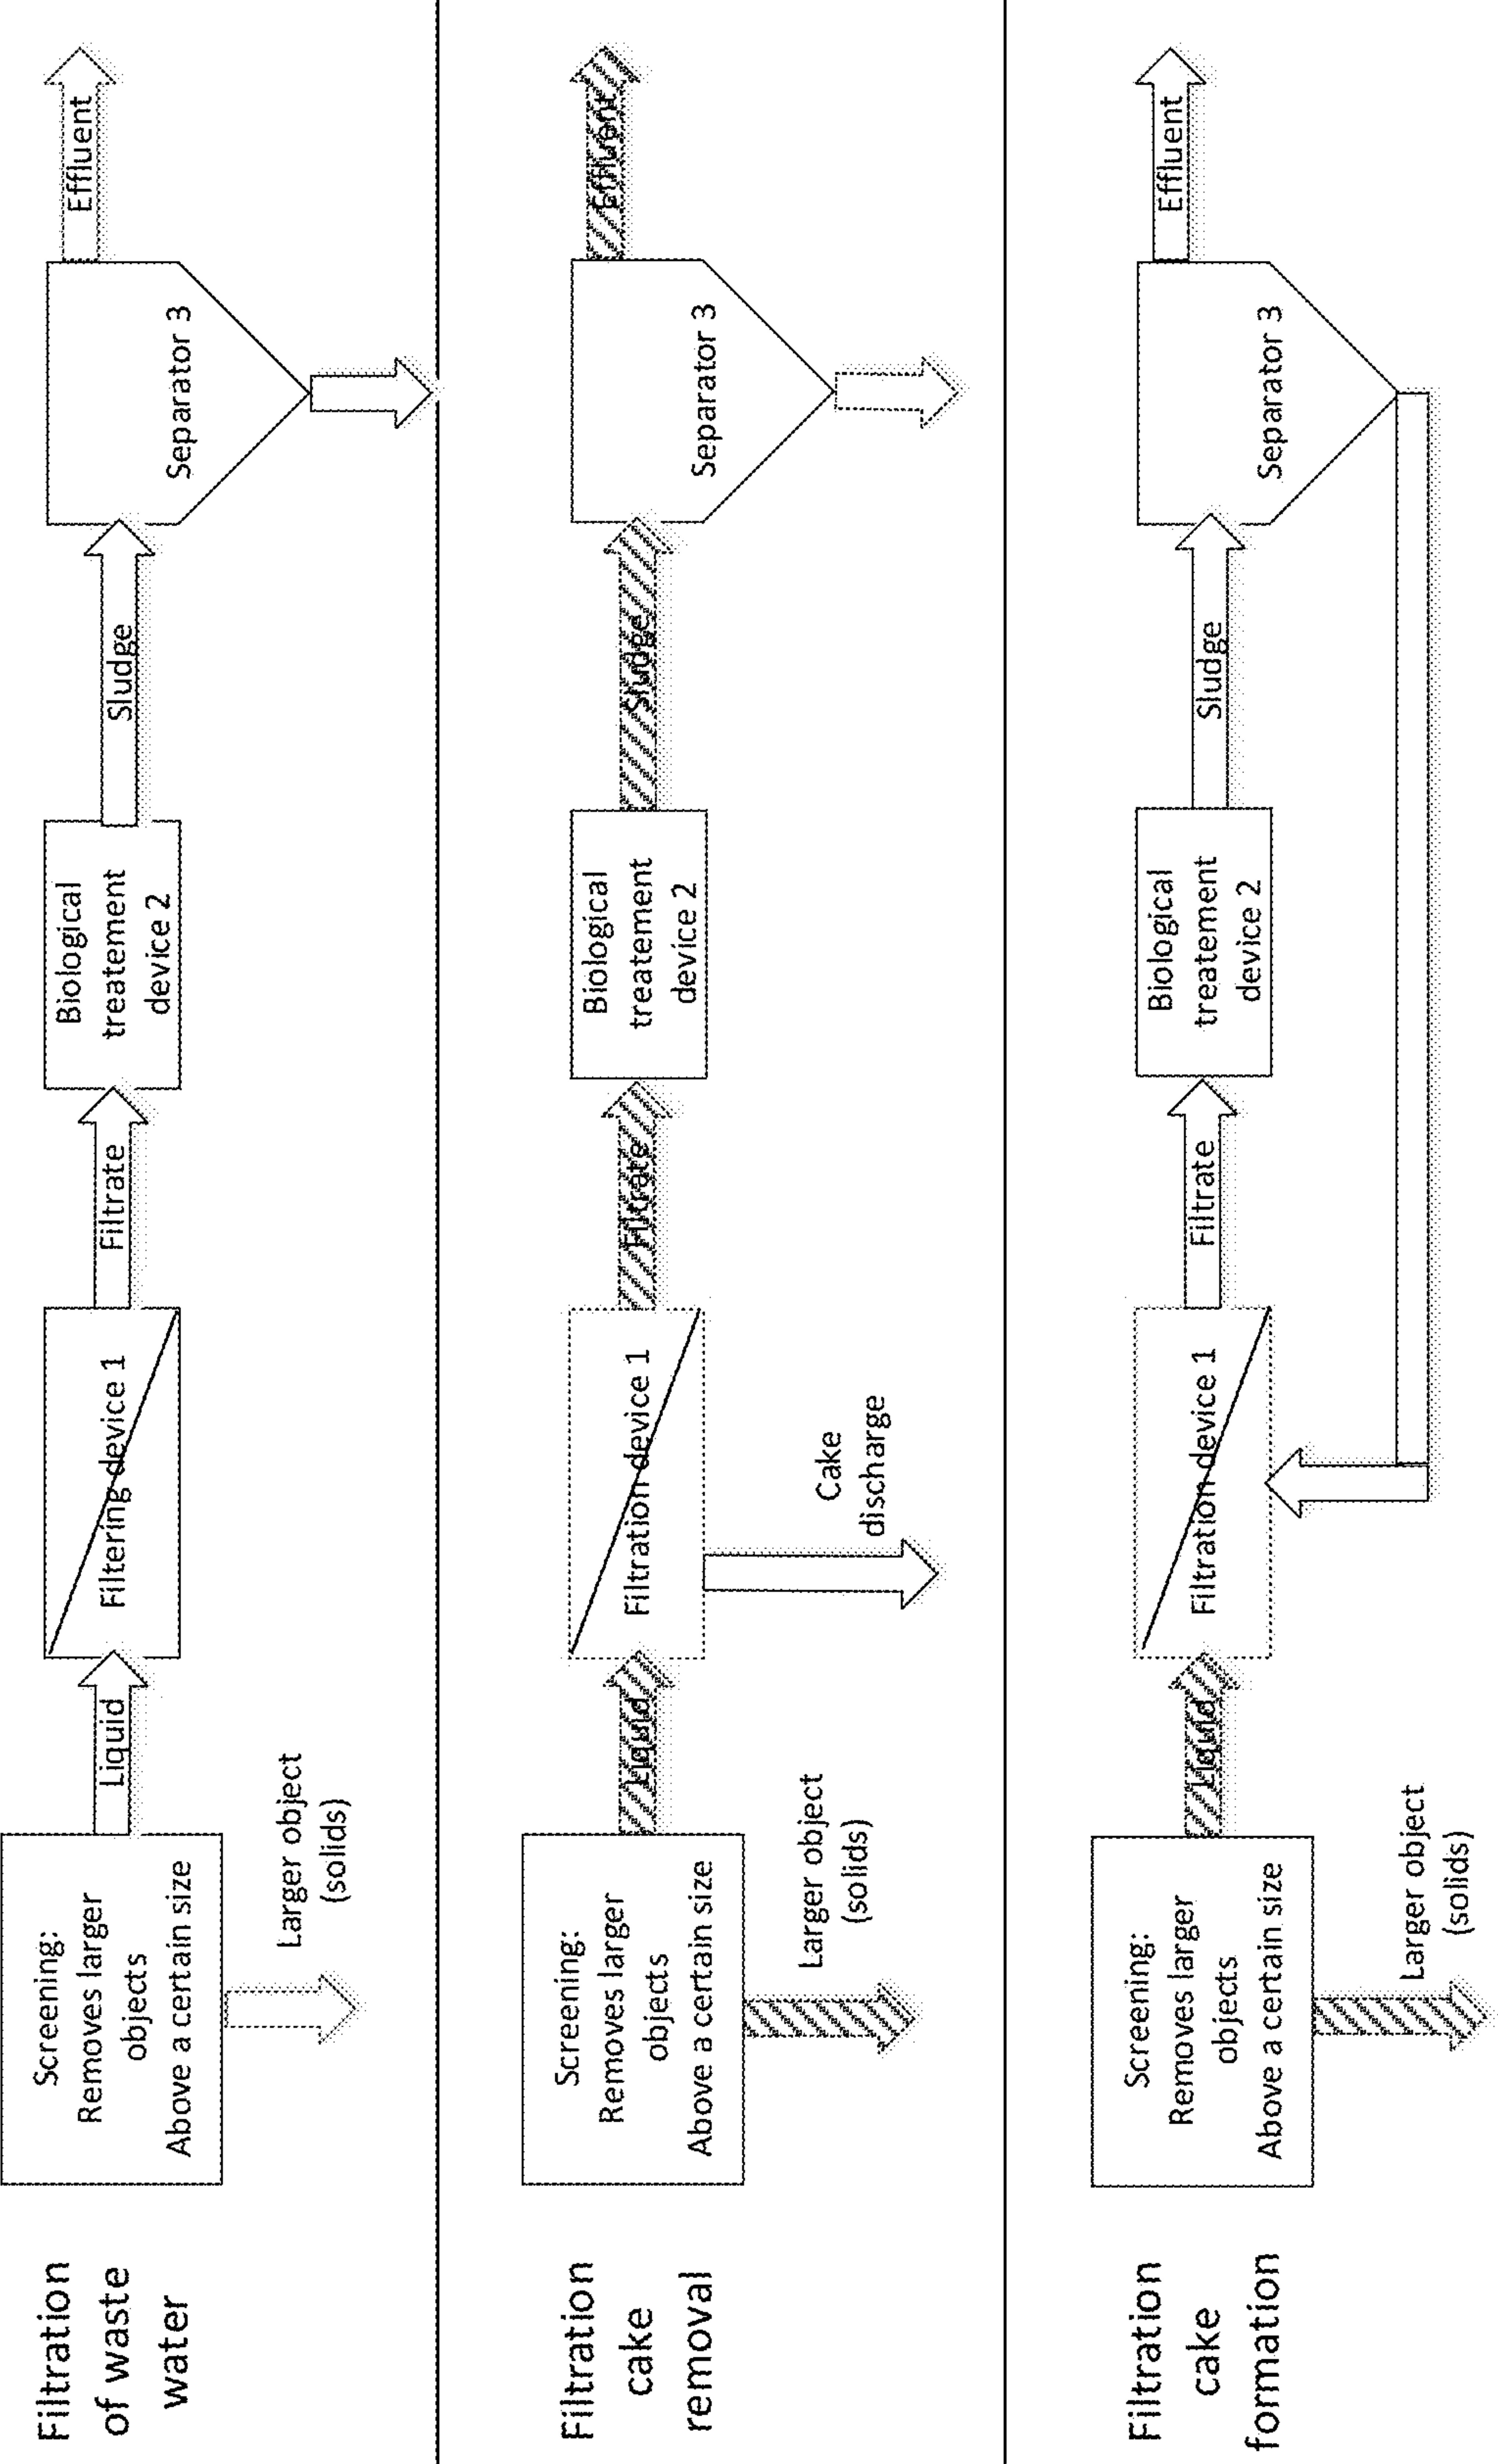 Filtration
of waste
water
Screening:
Removes larger
objects
Above a certain size
Larger object
(solids)
Liquid
Filtering device 1
Filtrate
Biological
treatement
device 2
Sludge
Separator 3
Effluent
Filtration
cake
removal
Screening:
Removes larger
objects
Above a certain size
Larger object
(solids)
Liquid
Filtration device 1
Cake
discharge
Filtrate
Biological
treatement
device 2
Sludge
Separator 3
Effluent
Filtration
cake
formation
Screening:
Removes larger
objects
Above a certain size
Larger object
(solids)
Liquid
Filtration device 1
Filtrate
Biological
treatement
device 2
Sludge
Separator 3
Effluent